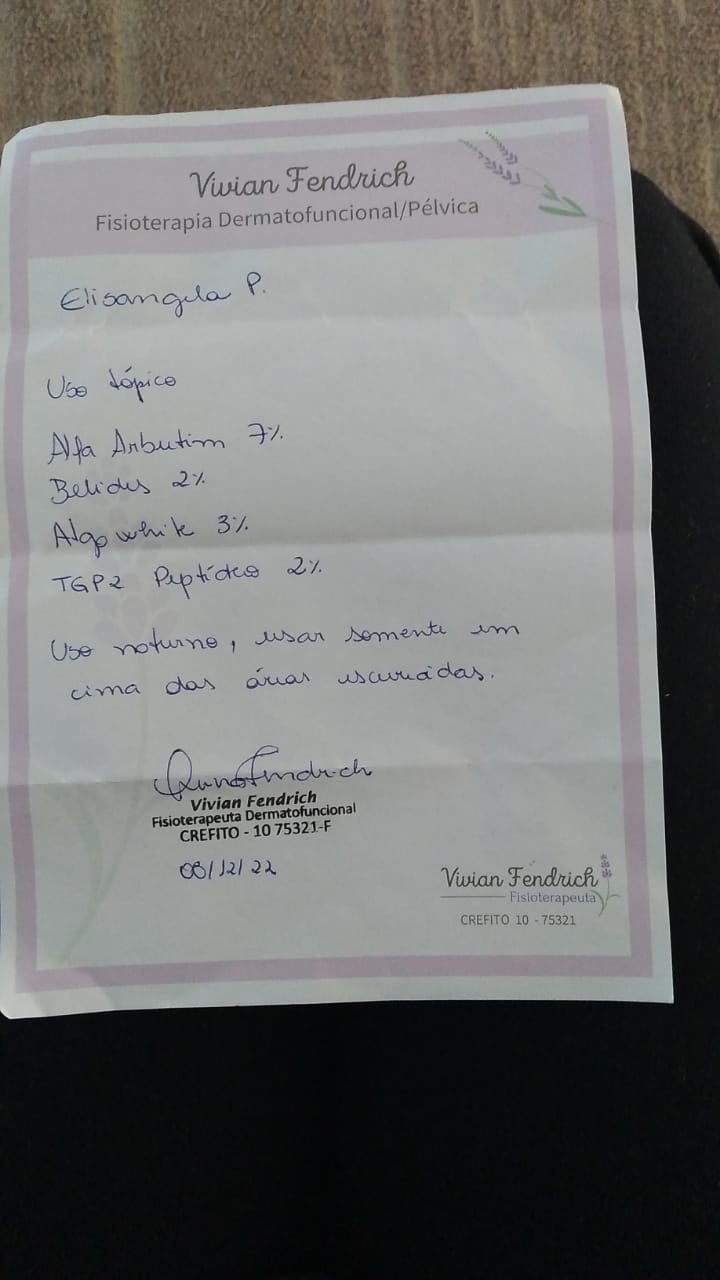 Vivian Fendrich
Fisioterapia Dermatofuncional/Pélvica
Elisangela P.
Uso tópico
Alfa Arbutim 7%
Belides 2%
Algowhite 3%
TGP2 Peptídeo 2%
Uso noturno, usar somente em
cima das áreas escurecidas.
Vivian Fendrich
Fisioterapeuta Dermatofuncional
CREFITO - 10 75321-F
08/12/22
Vivian Fendrich
Fisioterapeuta
CREFITO 10 - 75321